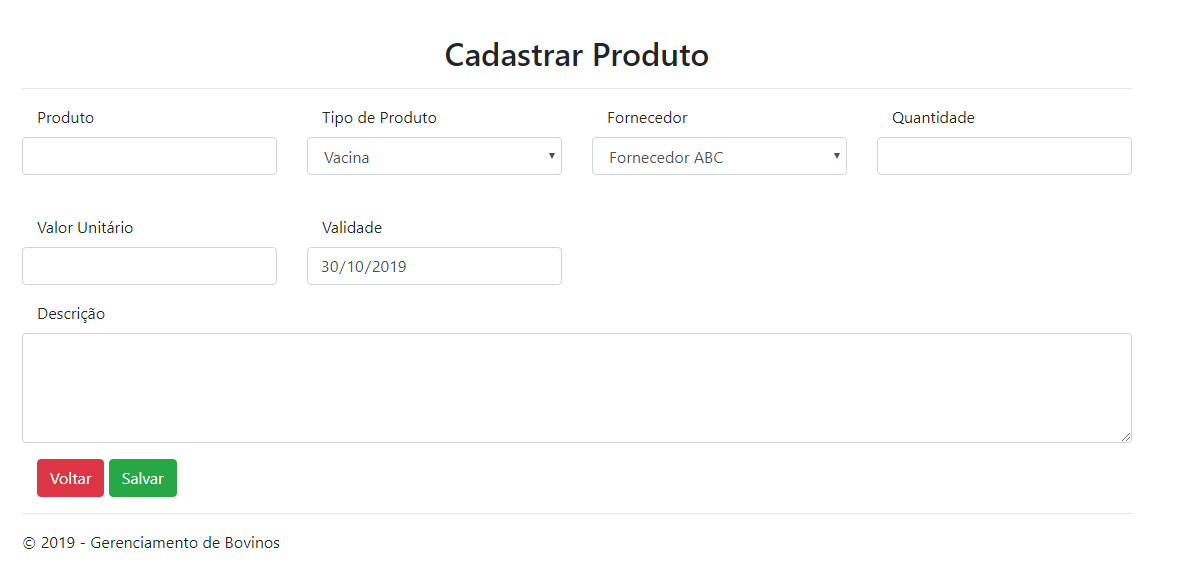 Cadastrar Produto
Produto Tipo de Produto Fornecedor Quantidade
Vacina Fornecedor ABC
Valor Unitário Validade
30/10/2019
Descrição
Voltar Salvar
© 2019 - Gerenciamento de Bovinos